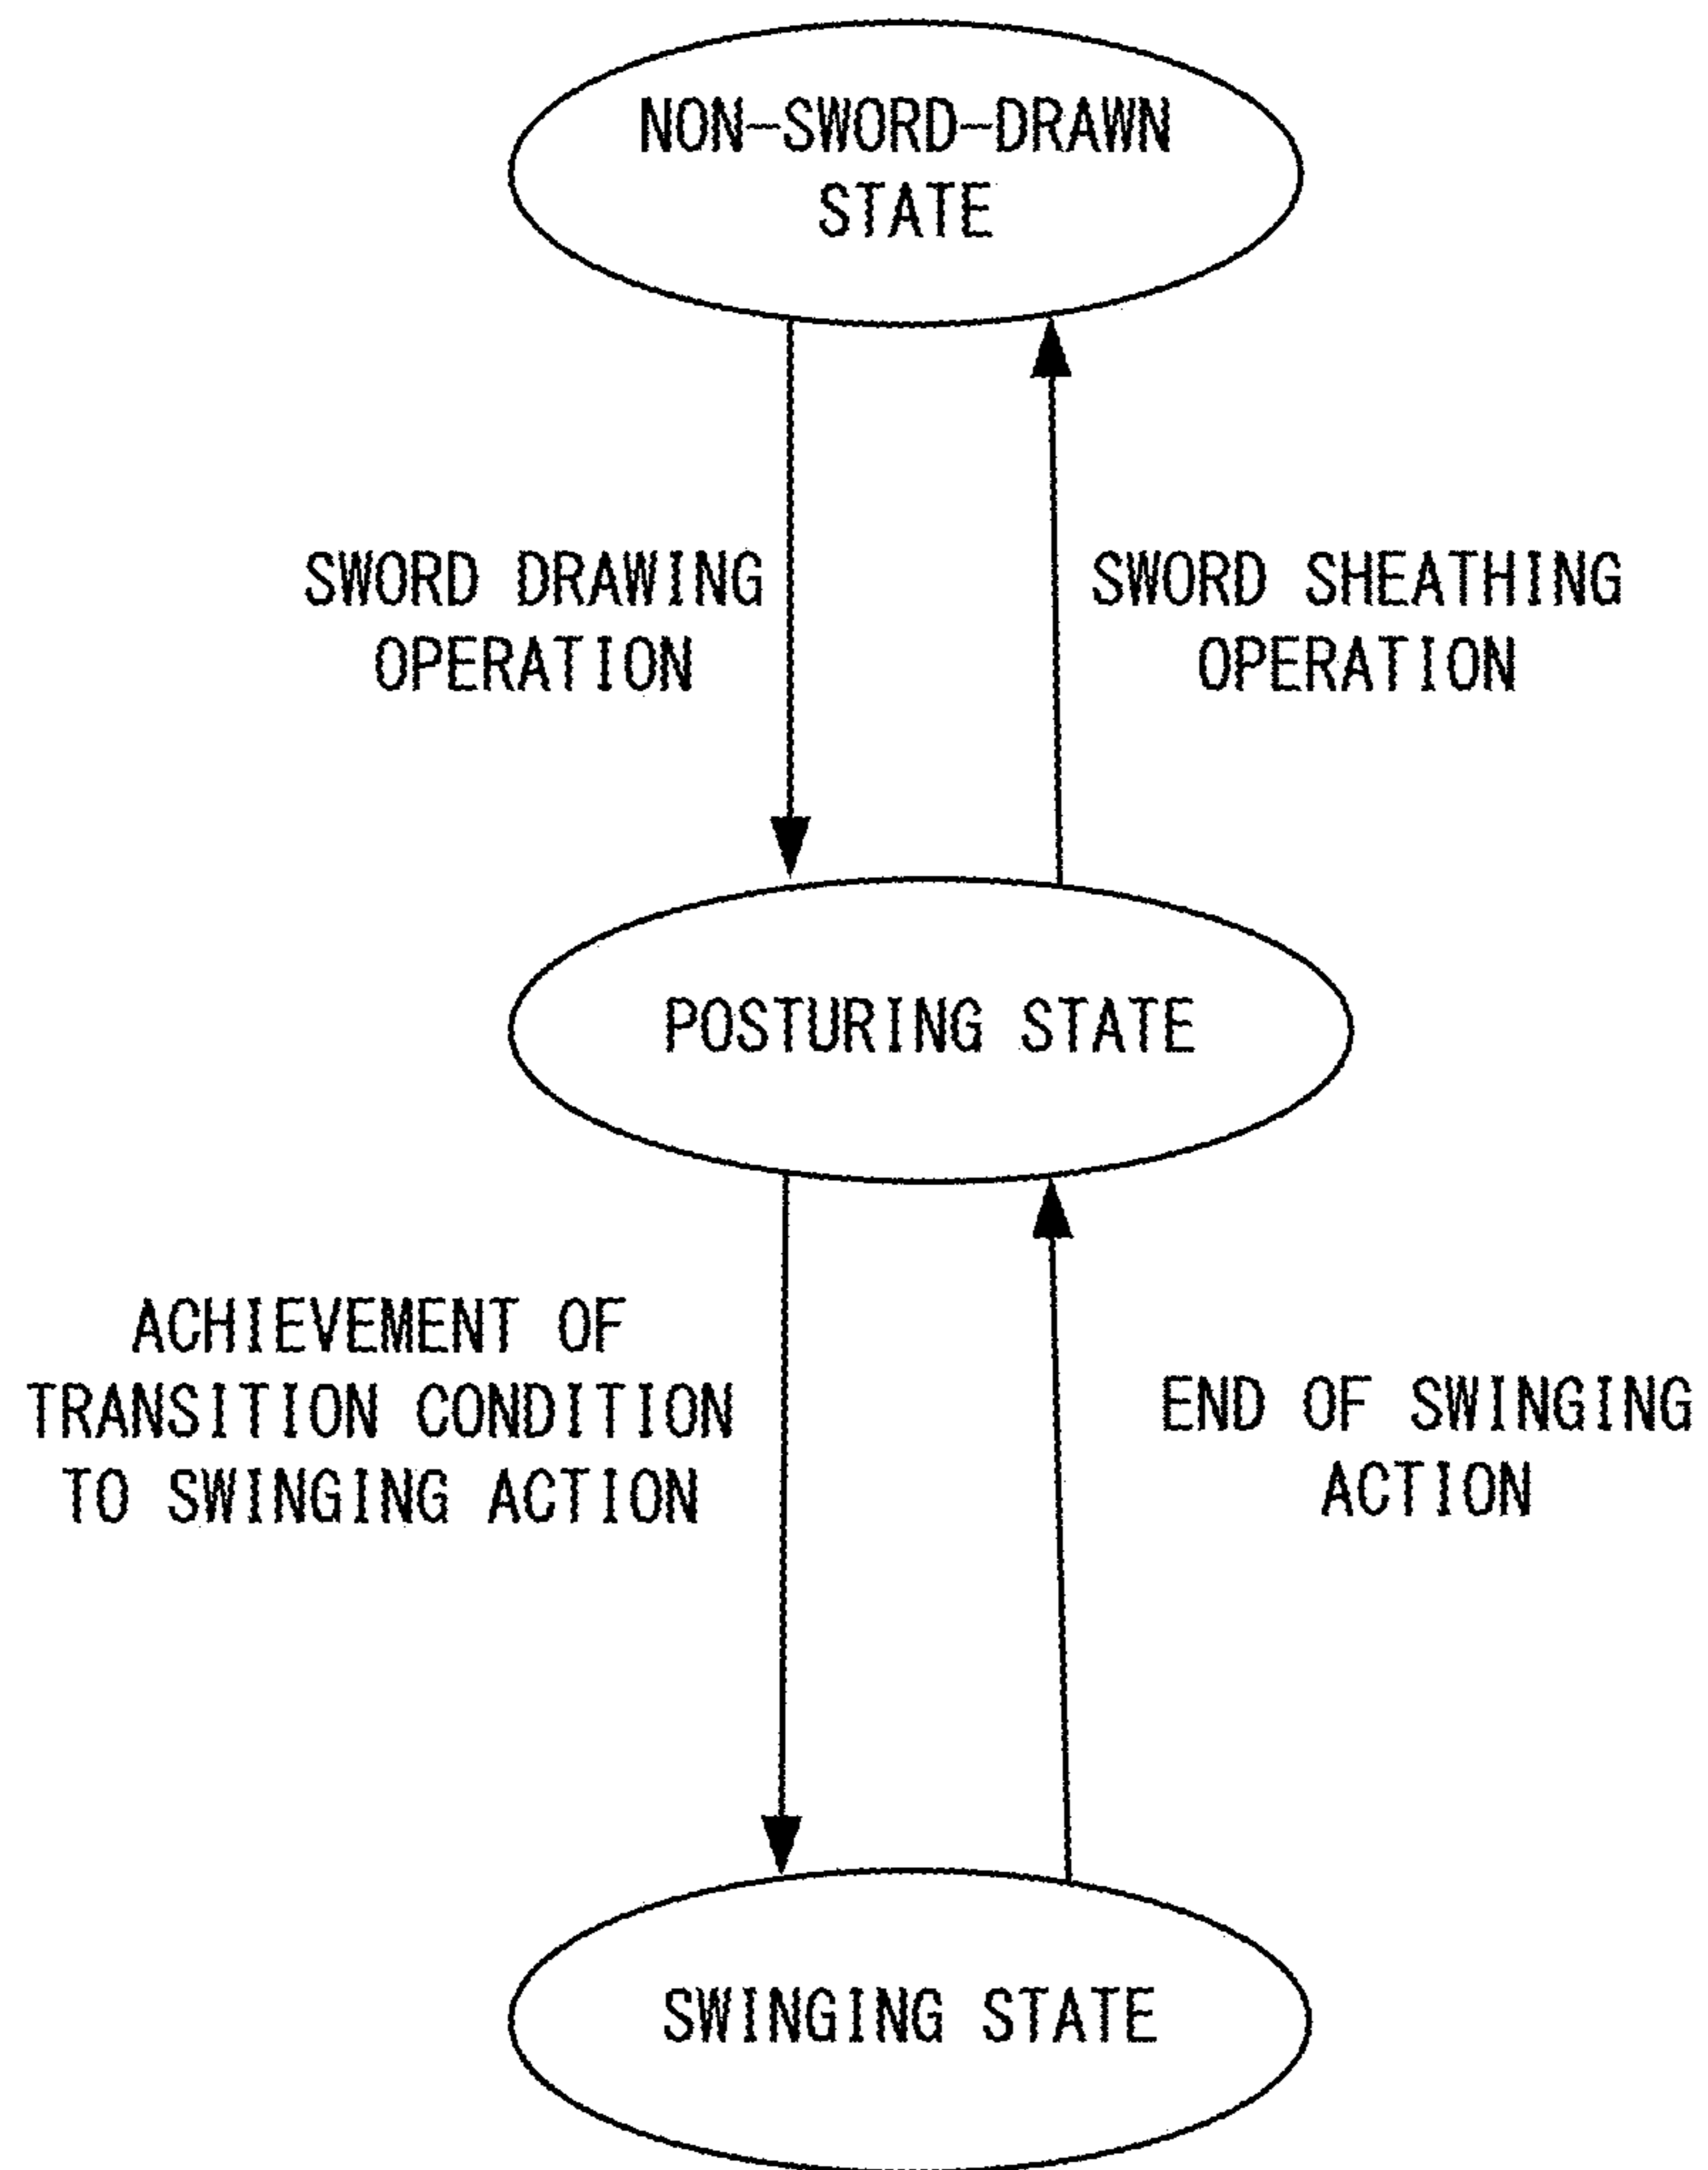 NON-SWORD-DRAWN
STATE
SWORD DRAWING
OPERATION
SWORD SHEATHING
OPERATION
POSTURING STATE
ACHIEVEMENT OF
TRANSITION CONDITION
TO SWINGING ACTION
END OF SWINGING
ACTION
SWINGING STATE